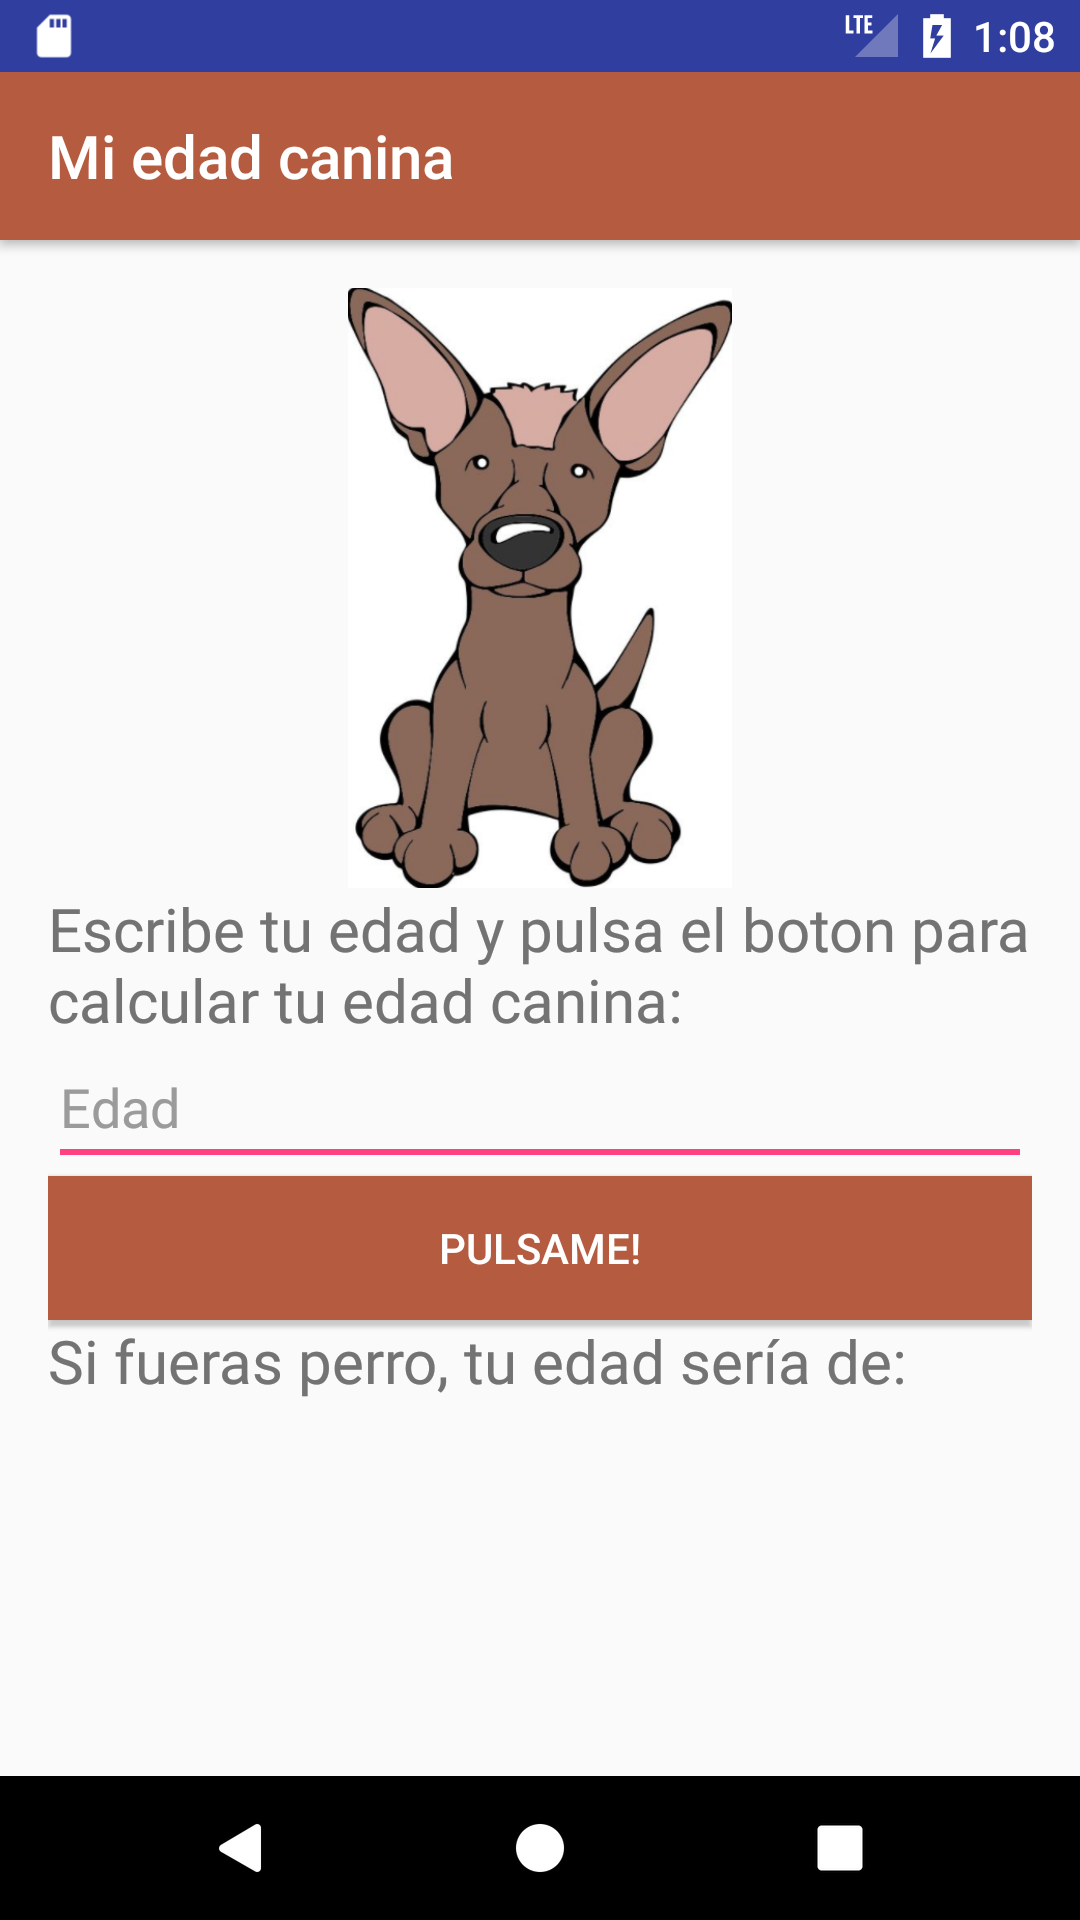 LTE 1:08
Mi edad canina
Escribe tu edad y pulsa el boton para
calcular tu edad canina:
Edad
PULSAME!
Si fueras perro, tu edad sería de: